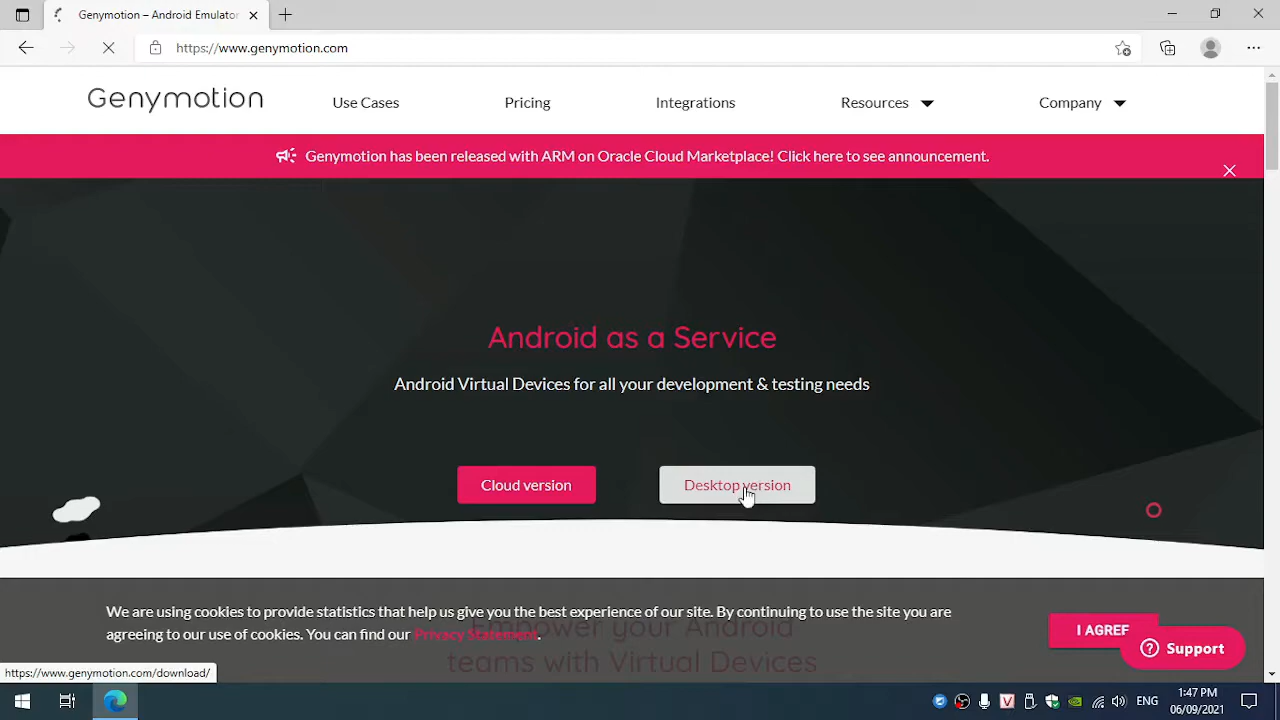 Genymotion – Android Emulator
https://www.genymotion.com
Genymotion
Use Cases
Pricing
Integrations
Resources
Company
Genymotion has been released with ARM on Oracle Cloud Marketplace! Click here to see announcement.
Android as a Service
Android Virtual Devices for all your development & testing needs
Cloud version
Desktop version
We are using cookies to provide statistics that help us give you the best experience of our site. By continuing to use the site you are
agreeing to our use of cookies. You can find our Privacy Statement.
I AGREE
Empower your Android
teams with Virtual Devices
Support
https://www.genymotion.com/download/
ENG
1:47 PM
06/09/2021